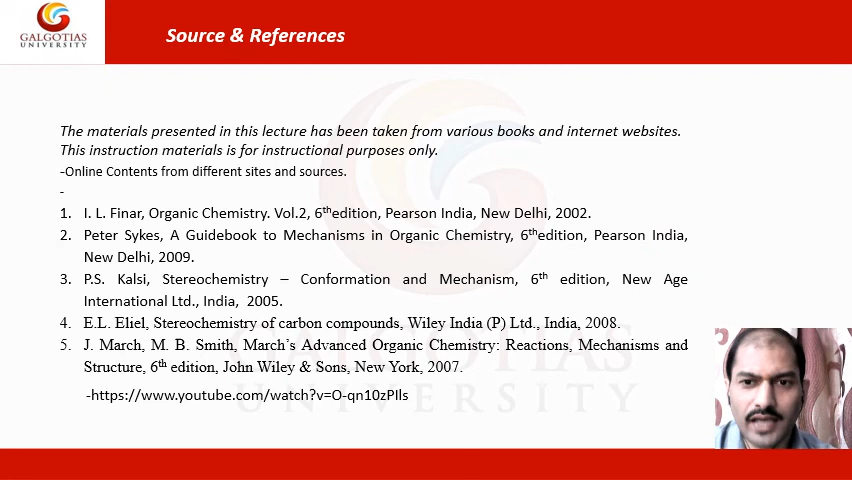 GALGOTIAS
UNIVERSITY
Source & References
The materials presented in this lecture has been taken from various books and internet websites.
This instruction materials is for instructional purposes only.
-Online Contents from different sites and sources.
-
1. I. L. Finar, Organic Chemistry. Vol.2, 6thedition, Pearson India, New Delhi, 2002.
2. Peter Sykes, A Guidebook to Mechanisms in Organic Chemistry, 6thedition, Pearson India,
New Delhi, 2009.
3. P.S. Kalsi, Stereochemistry – Conformation and Mechanism, 6th edition, New Age
International Ltd., India, 2005.
4. E.L. Eliel, Stereochemistry of carbon compounds, Wiley India (P) Ltd., India, 2008.
5. J. March, M. B. Smith, March's Advanced Organic Chemistry: Reactions, Mechanisms and
Structure, 6th edition, John Wiley & Sons, New York, 2007.
-https://www.youtube.com/watch?v=O-qn10zPIls
GALGOTIAS
UNIVERSITY